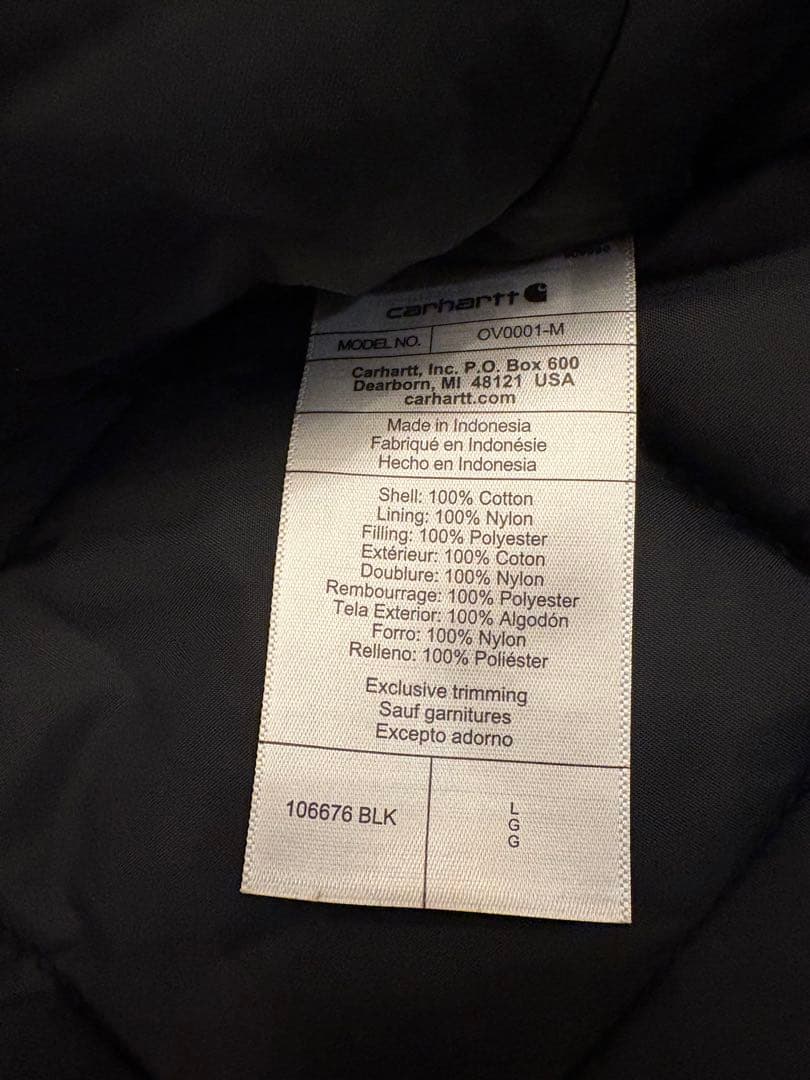 carhartt
MODEL NO. OV0001-M
Carhartt, Inc. P.O. Box 600
Dearborn, MI 48121 USA
carhartt.com
Made in Indonesia
Fabriqué en Indonésie
Hecho en Indonesia
Shell: 100% Cotton
Lining: 100% Nylon
Filling: 100% Polyester
Extérieur: 100% Coton
Doublure: 100% Nylon
Rembourrage: 100% Polyester
Tela Exterior: 100% Algodón
Forro: 100% Nylon
Relleno: 100% Poliéster
Exclusive trimming
Sauf garnitures
Excepto adorno
106676 BLK
L
G
G